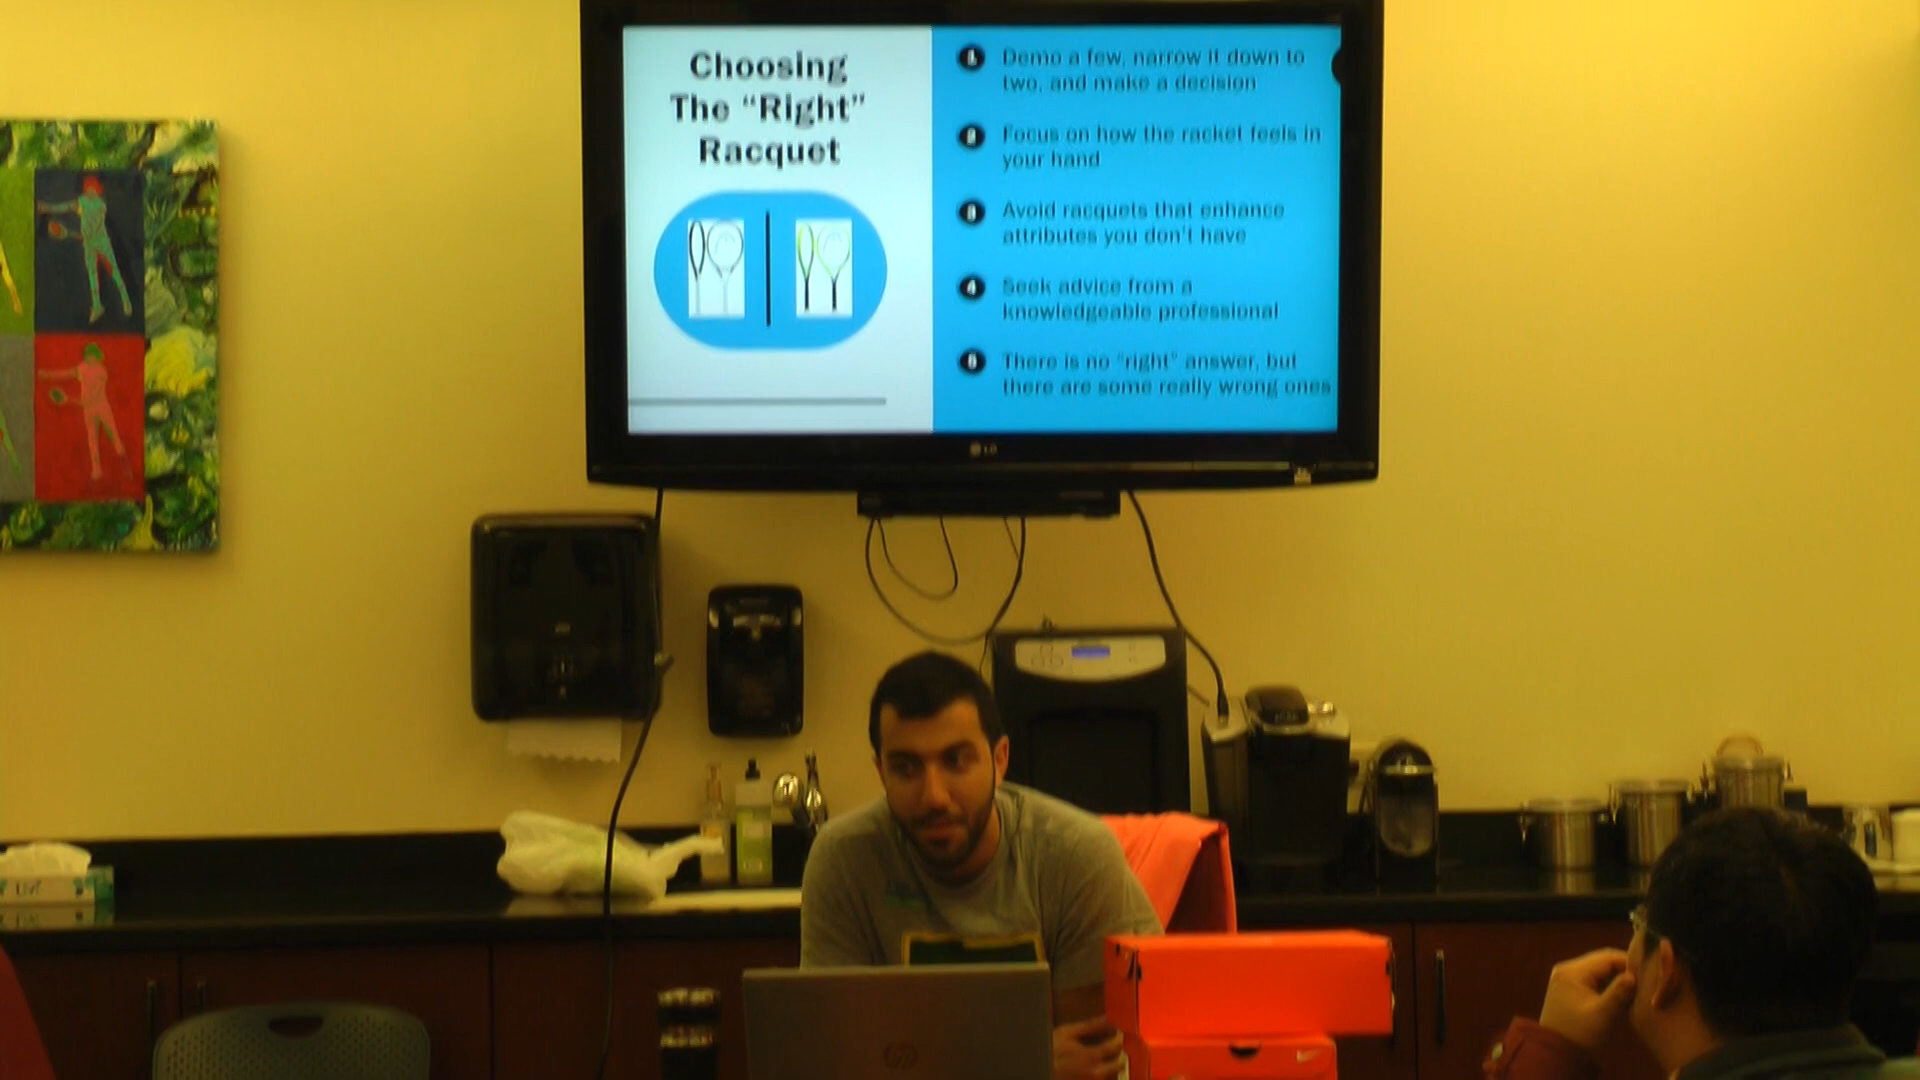 Choosing
The “Right”
Racquet
1 Demo a few, narrow it down to
two, and make a decision
2 Focus on how the racket feels in
your hand
3 Avoid racquets that enhance
attributes you don't have
4 Seek advice from a
knowledgeable professional
5 There is no "right" answer, but
there are some really wrong ones
LG
hp